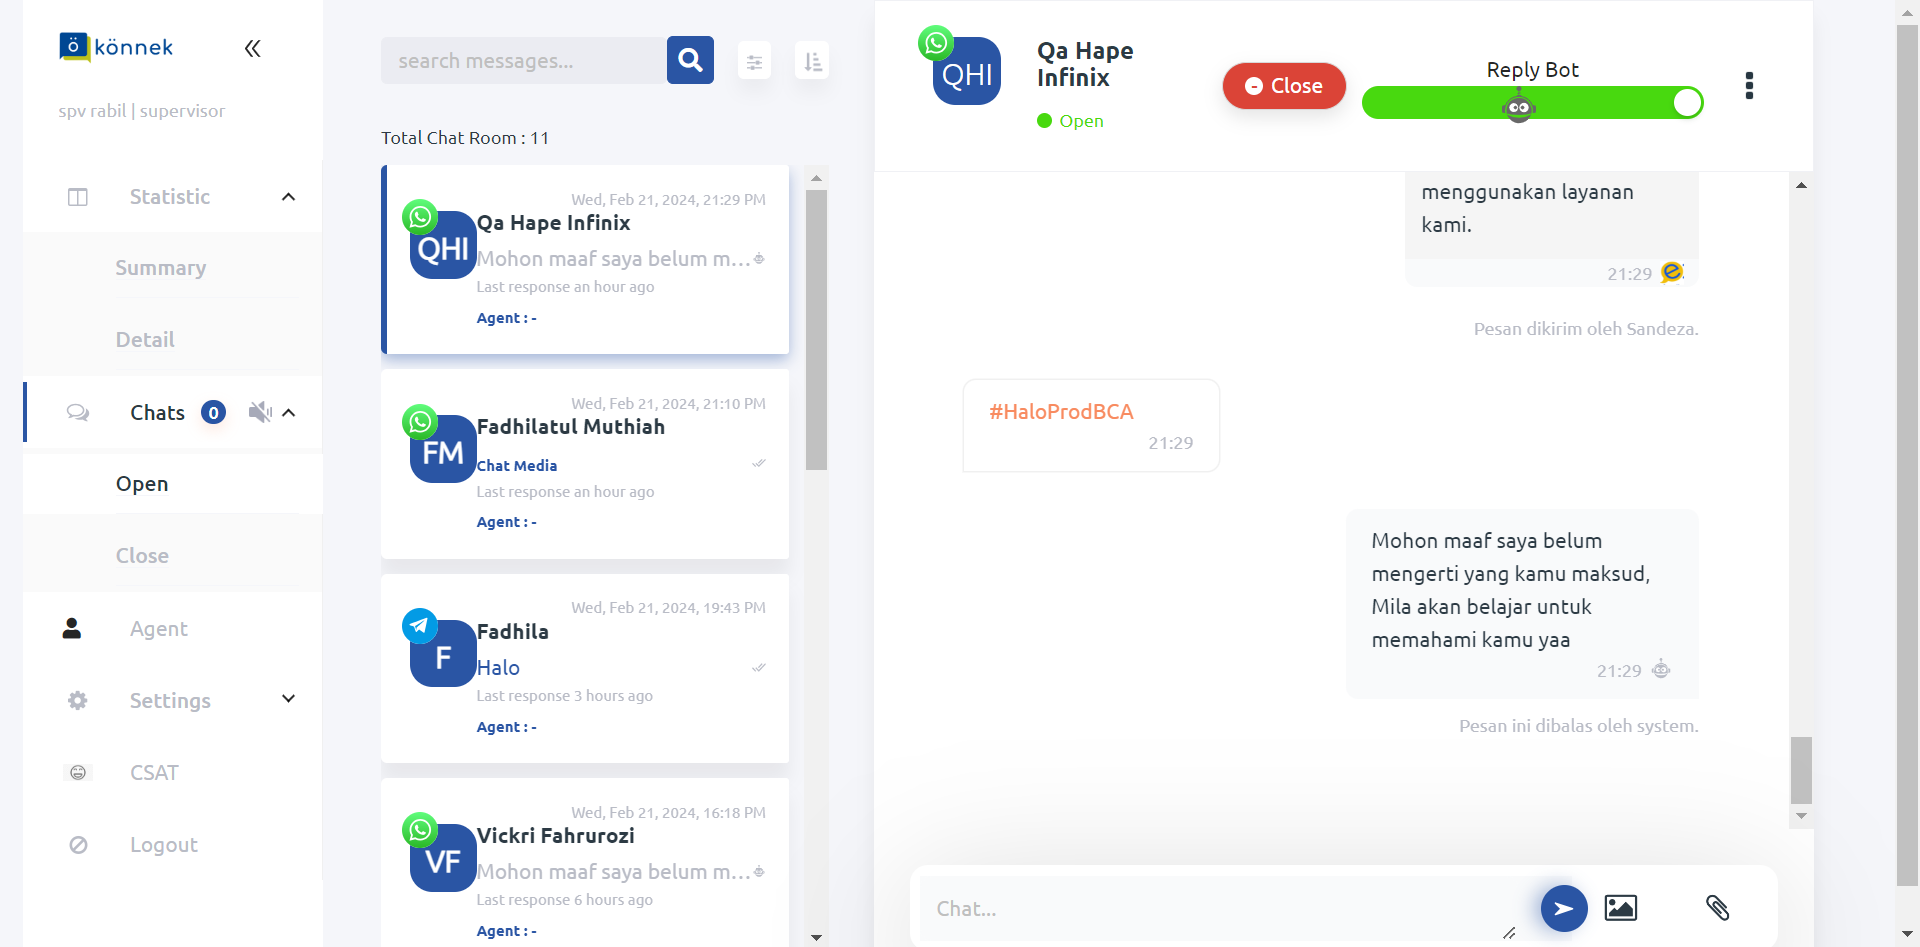 ö könnek
spv rabil | supervisor
Statistic
Summary
Detail
Chats 0
Open
Close
Agent
Settings
CSAT
Logout
search messages...
Total Chat Room : 11
Wed, Feb 21, 2024, 21:29 PM
QHI
Qa Hape Infinix
Mohon maaf saya belum m...
Last response an hour ago
Agent : -
Wed, Feb 21, 2024, 21:10 PM
FM
Fadhilatul Muthiah
Chat Media
Last response an hour ago
Agent : -
Wed, Feb 21, 2024, 19:43 PM
F
Fadhila
Halo
Last response 3 hours ago
Agent : -
Wed, Feb 21, 2024, 16:18 PM
VF
Vickri Fahrurozi
Mohon maaf saya belum m...
Last response 6 hours ago
Agent : -
QHI
Qa Hape
Infinix
Open
Close
Reply Bot
menggunakan layanan
kami.
21:29
Pesan dikirim oleh Sandeza.
#HaloProdBCA
21:29
Mohon maaf saya belum
mengerti yang kamu maksud,
Mila akan belajar untuk
memahami kamu yaa
21:29
Pesan ini dibalas oleh system.
Chat...